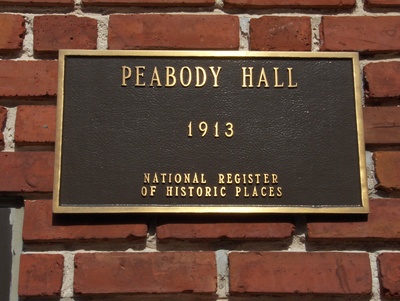 PEABODY HALL
1913
NATIONAL REGISTER
OF HISTORIC PLACES